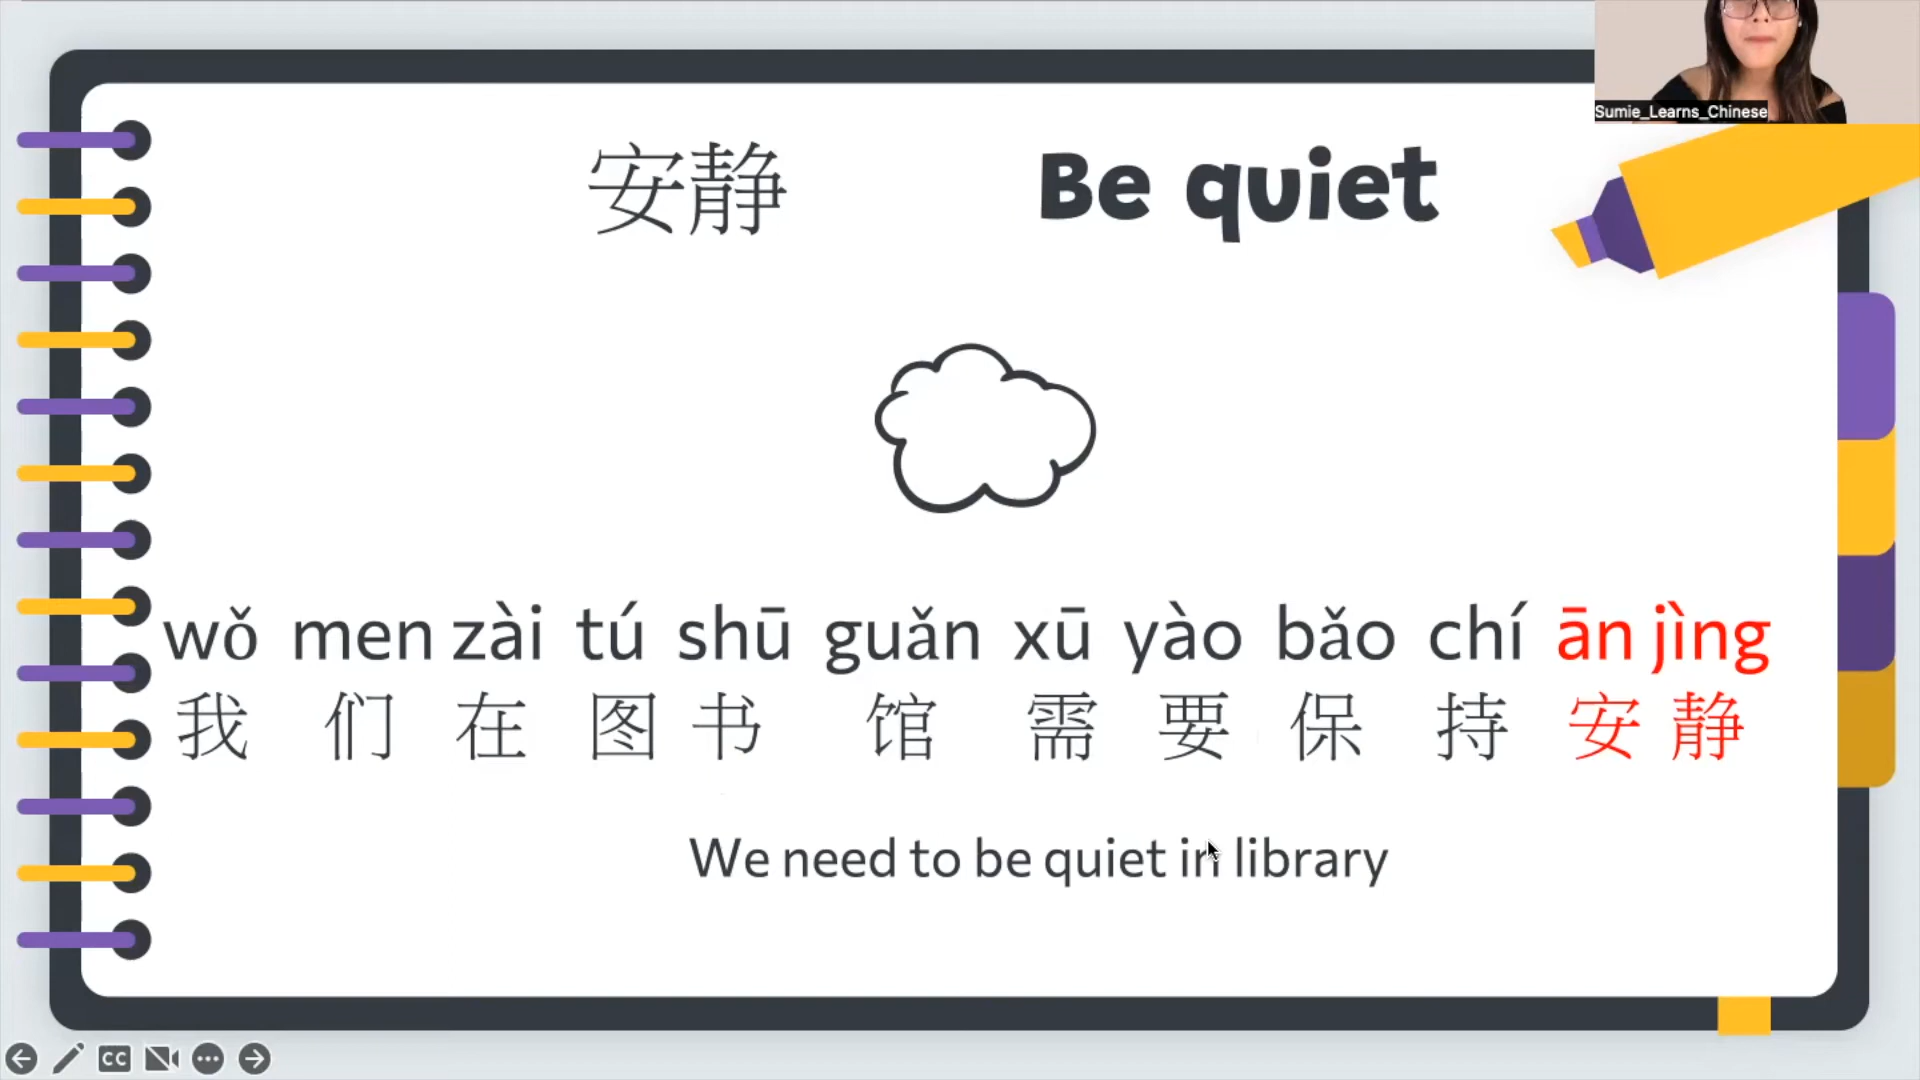 Sumie_Learns_Chinese
安静 Be quiet
wǒ men zài tú shū guǎn xū yào bǎo chí ān jìng
我 们 在 图 书 馆 需 要 保 持 安 静
We need to be quiet in library
CC